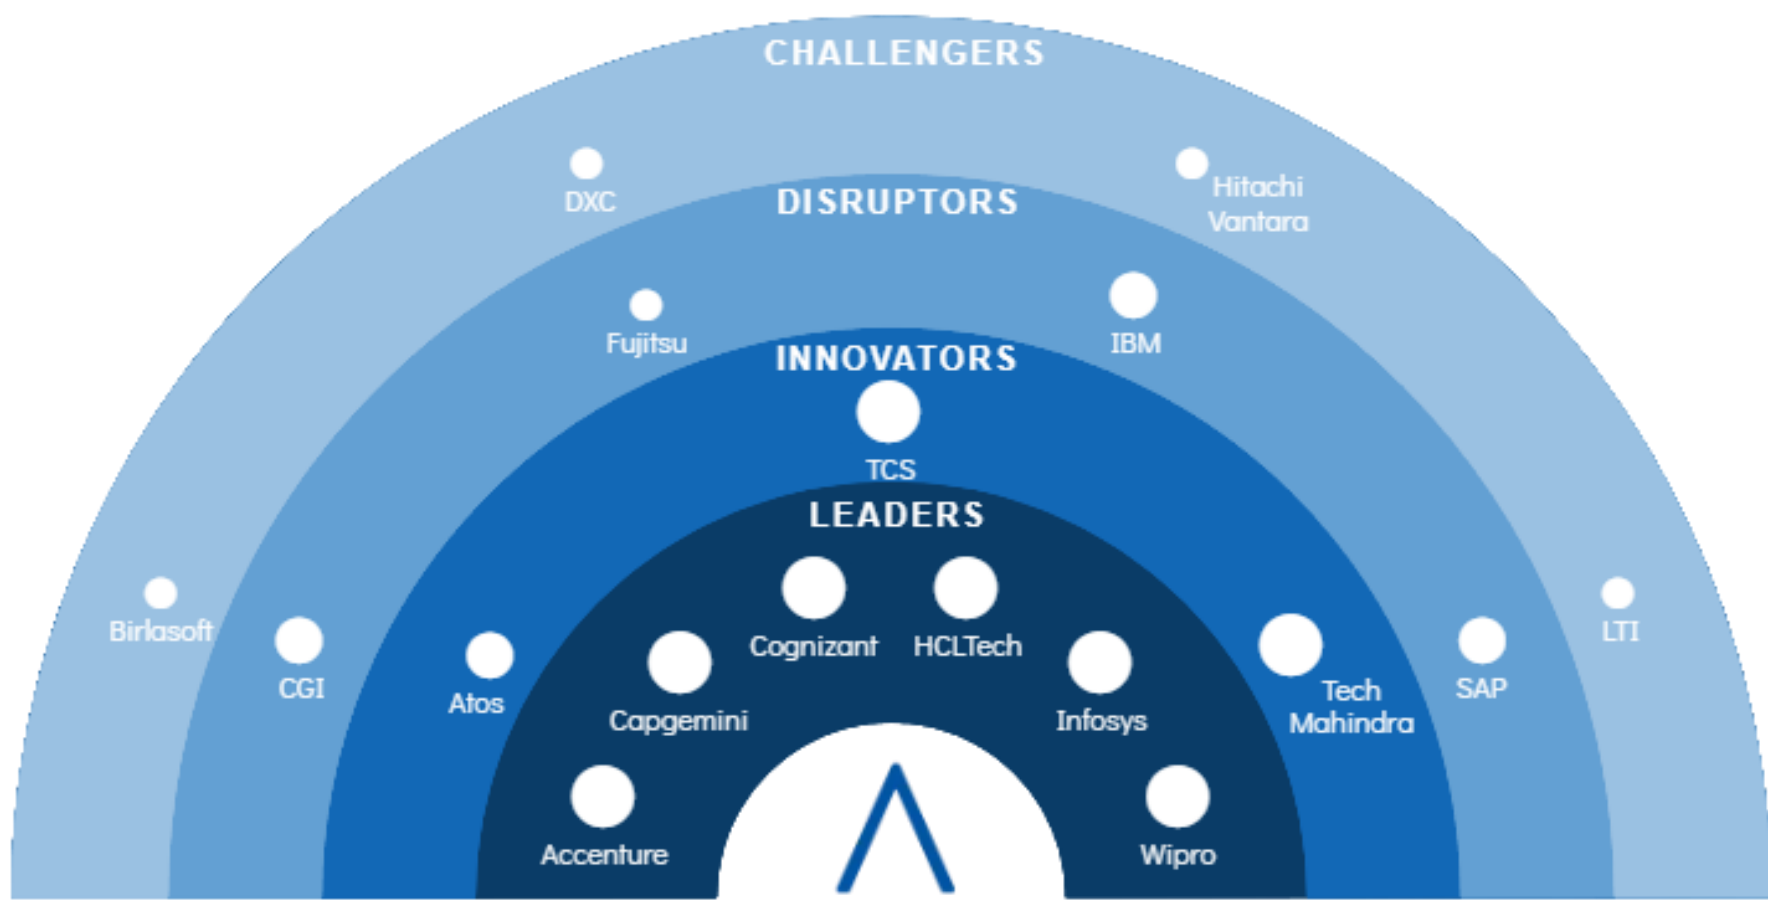 CHALLENGERS
DXC
Hitachi
Vantara
DISRUPTORS
Fujitsu
IBM
INNOVATORS
TCS
LEADERS
Birlasoft
CGI
Atos
Capgemini
Cognizant
HCLTech
Infosys
Tech
Mahindra
SAP
LTI
Accenture
Wipro